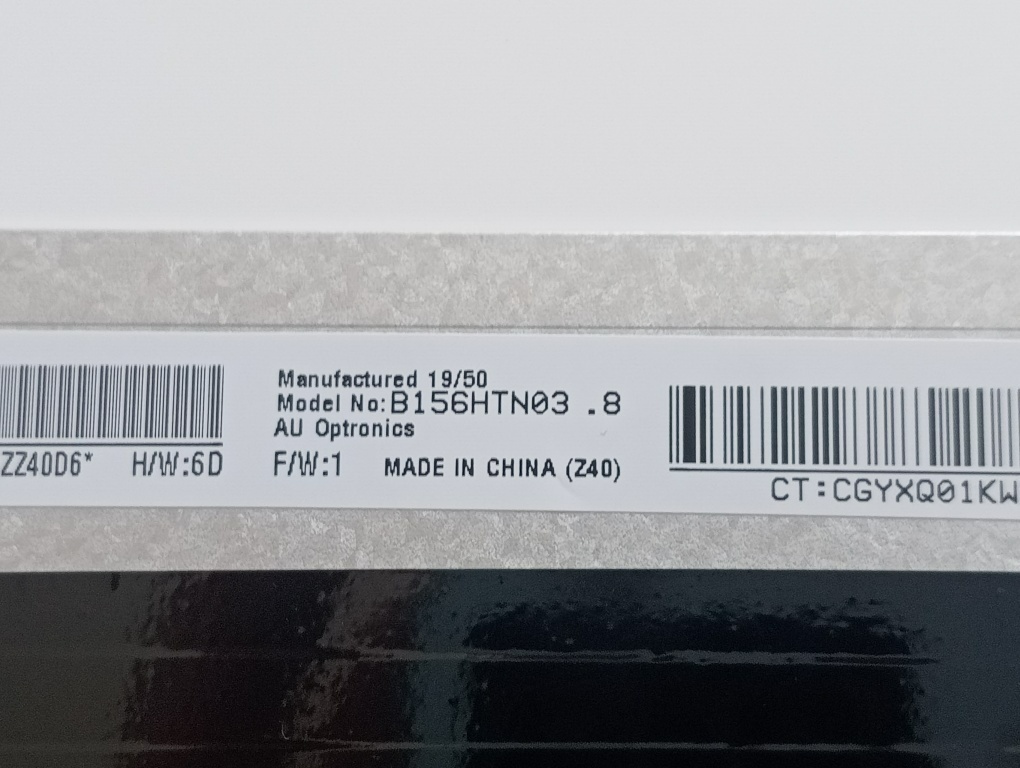 Manufactured 19/50
Model No:B156HTN03 .8
AU Optronics
ZZ40D6* H/W:6D F/W:1 MADE IN CHINA (Z40)
CT:CGYXQ01KW